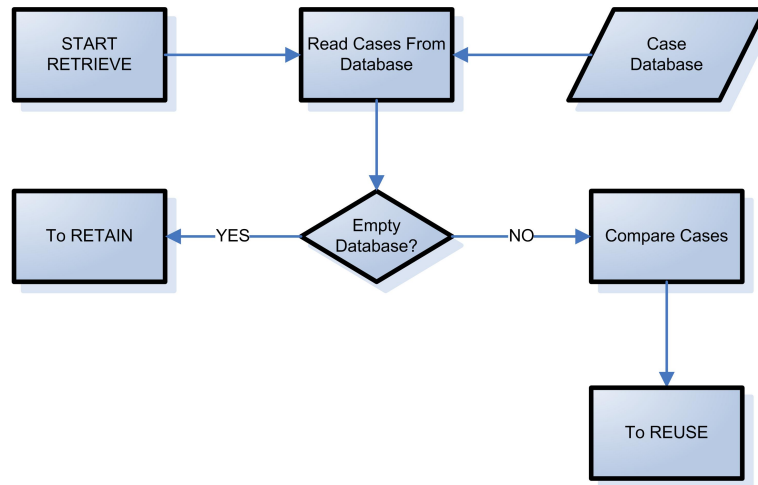 START
RETRIEVE
Read Cases From
Database
Case
Database
To RETAIN
YES
Empty
Database?
NO
Compare Cases
To REUSE